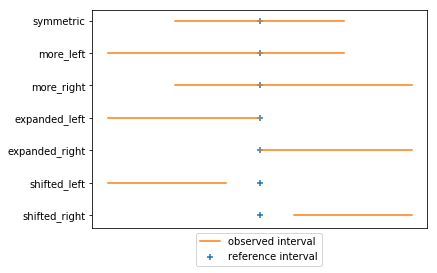 symmetric
more_left
more_right
expanded_left
expanded_right
shifted_left
shifted_right
observed interval
reference interval